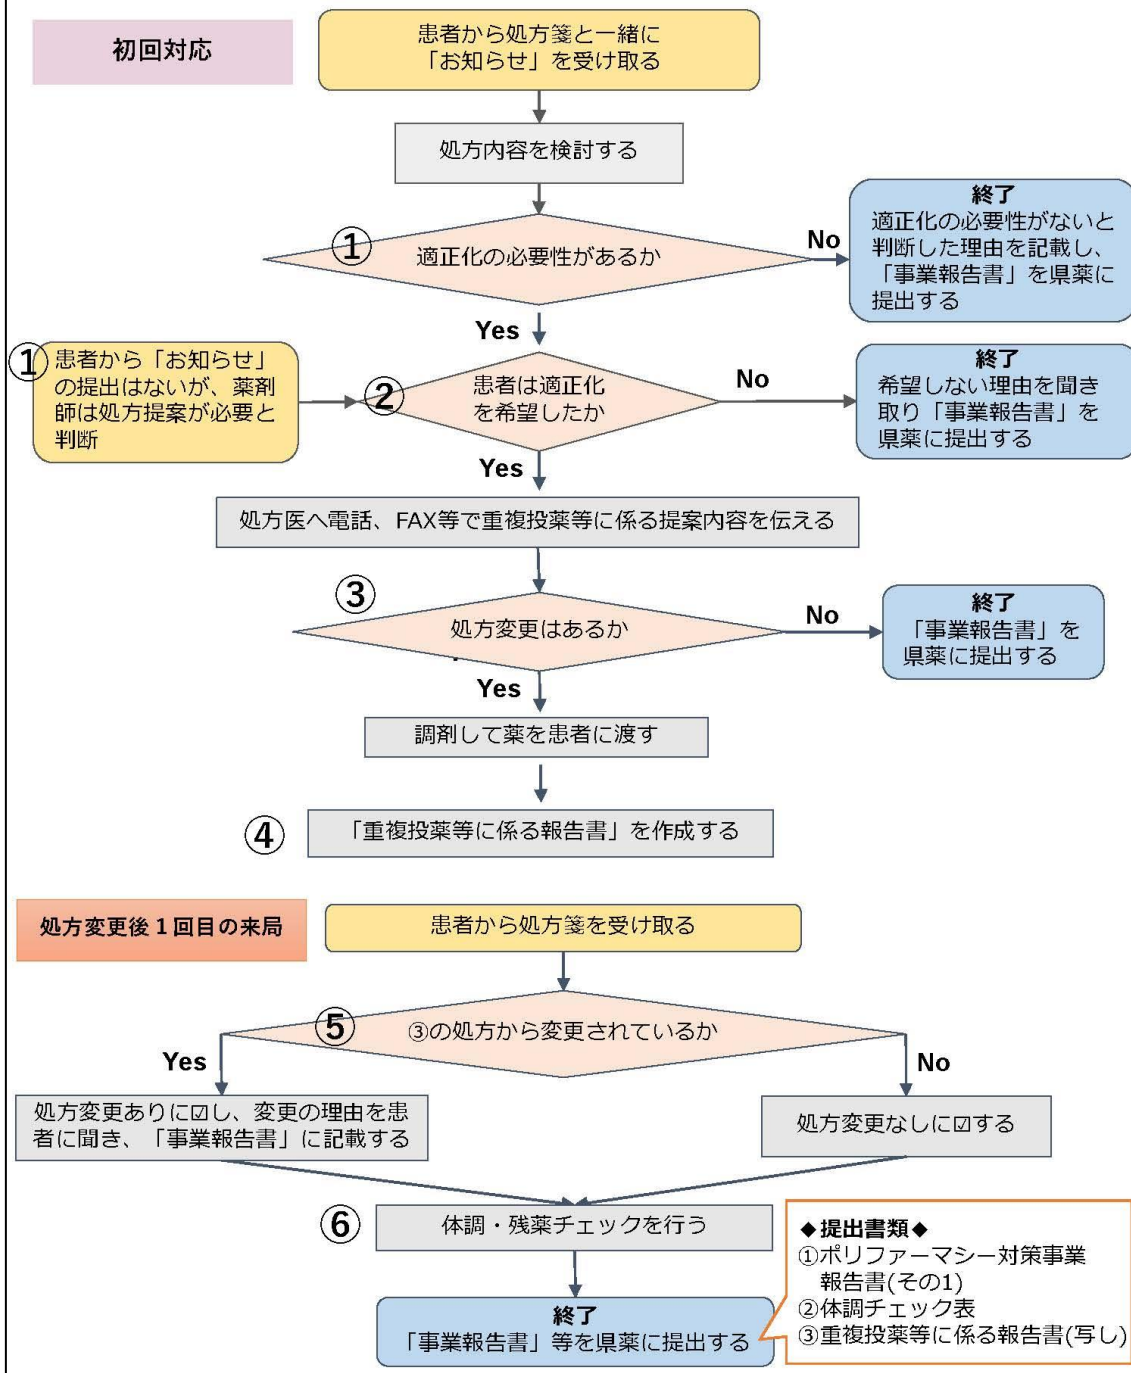 初回対応
患者から処方箋と一緒に
「お知らせ」を受け取る
処方内容を検討する
①
適正化の必要性があるか
No
終了
適正化の必要性がないと
判断した理由を記載し、
「事業報告書」を県薬に
提出する
Yes
①
患者から「お知らせ」
の提出はないが、薬剤
師は処方提案が必要と
判断
②
患者は適正化
を希望したか
No
終了
希望しない理由を聞き
取り「事業報告書」を
県薬に提出する
Yes
処方医へ電話、FAX等で重複投薬等に係る提案内容を伝える
③
処方変更はあるか
No
終了
「事業報告書」を
県薬に提出する
Yes
調剤して薬を患者に渡す
④
「重複投薬等に係る報告書」を作成する
処方変更後1回目の来局
患者から処方箋を受け取る
⑤
③の処方から変更されているか
Yes
No
処方変更ありに☑し、変更の理由を患
者に聞き、「事業報告書」に記載する
処方変更なしに☑する
⑥
体調・残薬チェックを行う
終了
「事業報告書」等を県薬に提出する
◆提出書類◆
①ポリファーマシー対策事業
報告書(その1)
②体調チェック表
③重複投薬等に係る報告書(写し)